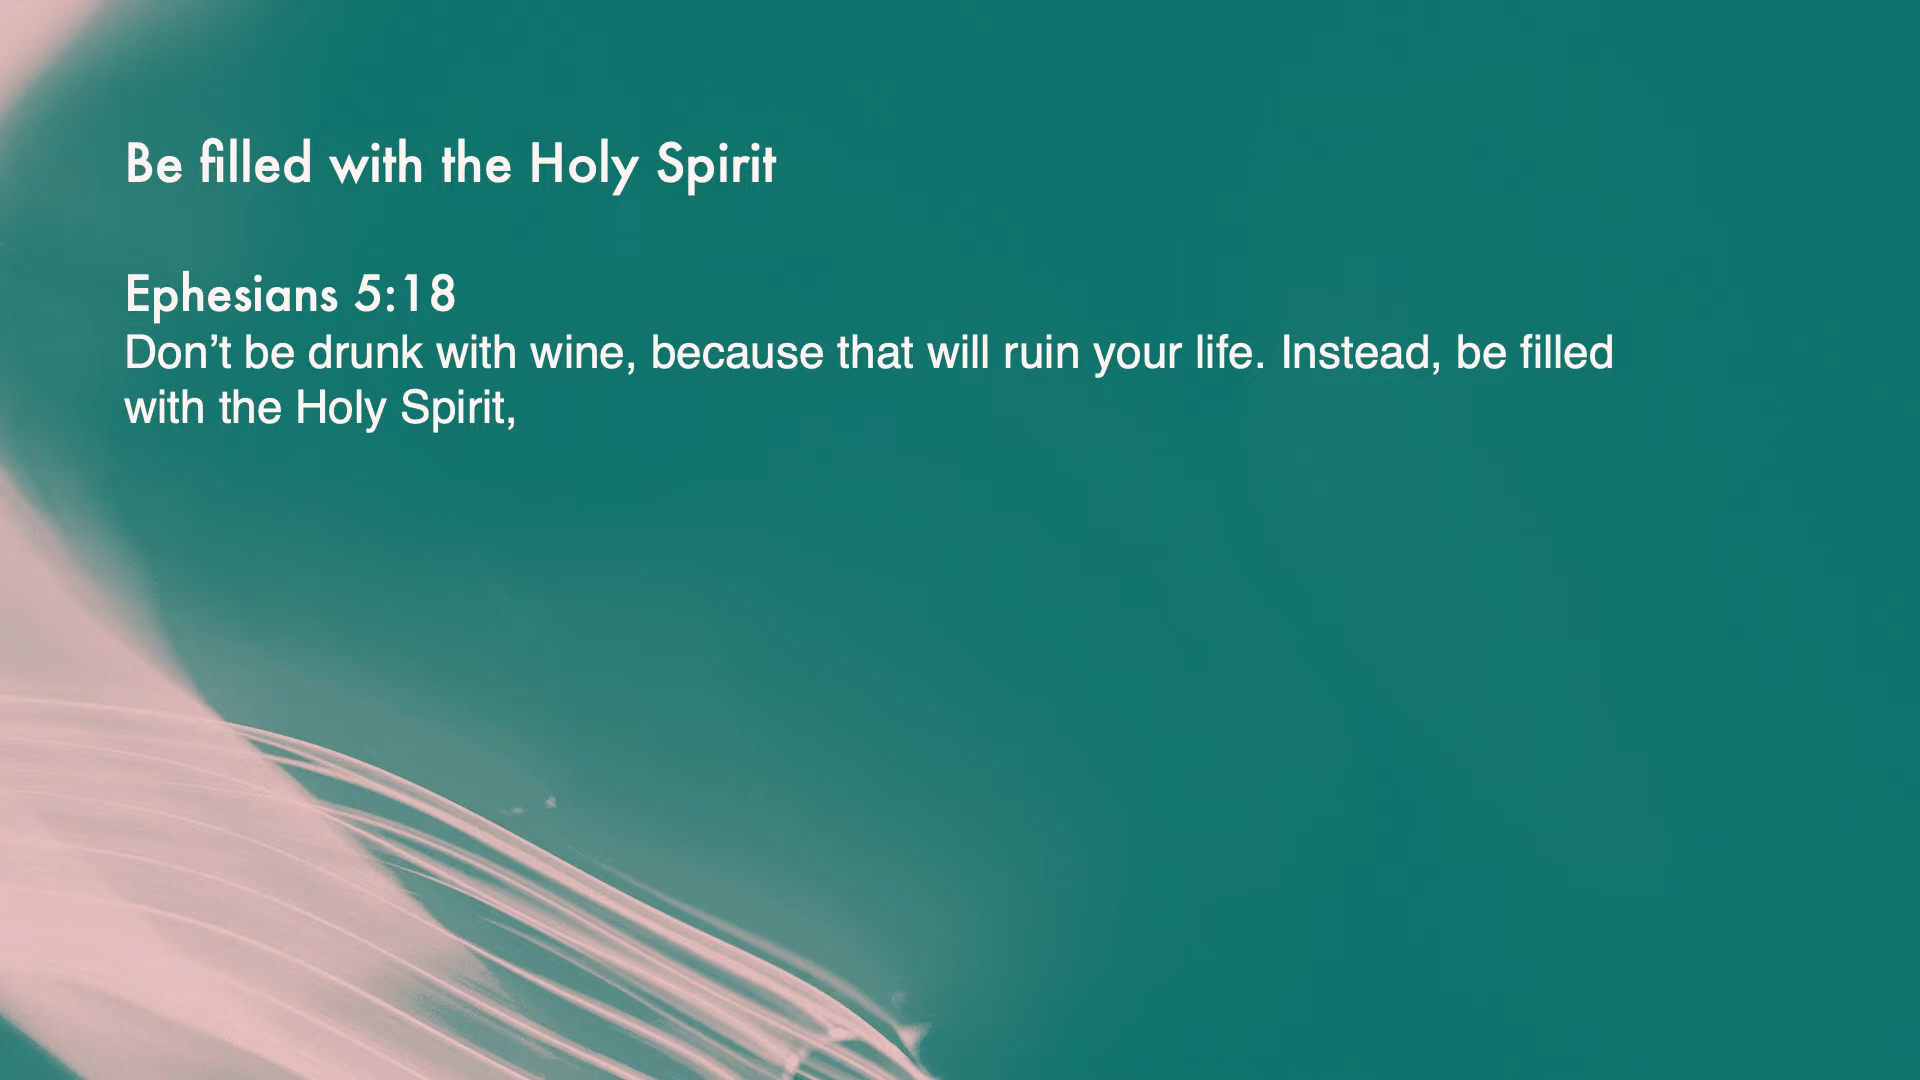 Be filled with the Holy Spirit
Ephesians 5:18
Don’t be drunk with wine, because that will ruin your life. Instead, be filled
with the Holy Spirit,